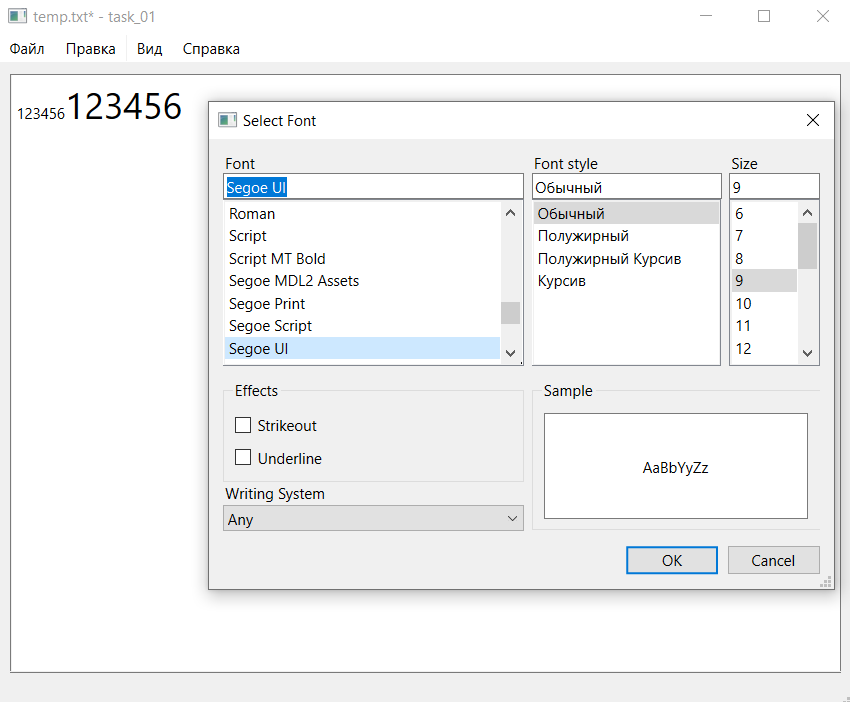 temp.txt* - task_01
Файл Правка Вид Справка
123456123456
Select Font
Font
Segoe UI
Roman
Script
Script MT Bold
Segoe MDL2 Assets
Segoe Print
Segoe Script
Segoe UI
Font style
Обычный
Обычный
Полужирный
Полужирный Курсив
Курсив
Size
9
6
7
8
9
10
11
12
Effects
Strikeout
Underline
Sample
AaBbYyZz
Writing System
Any
OK Cancel